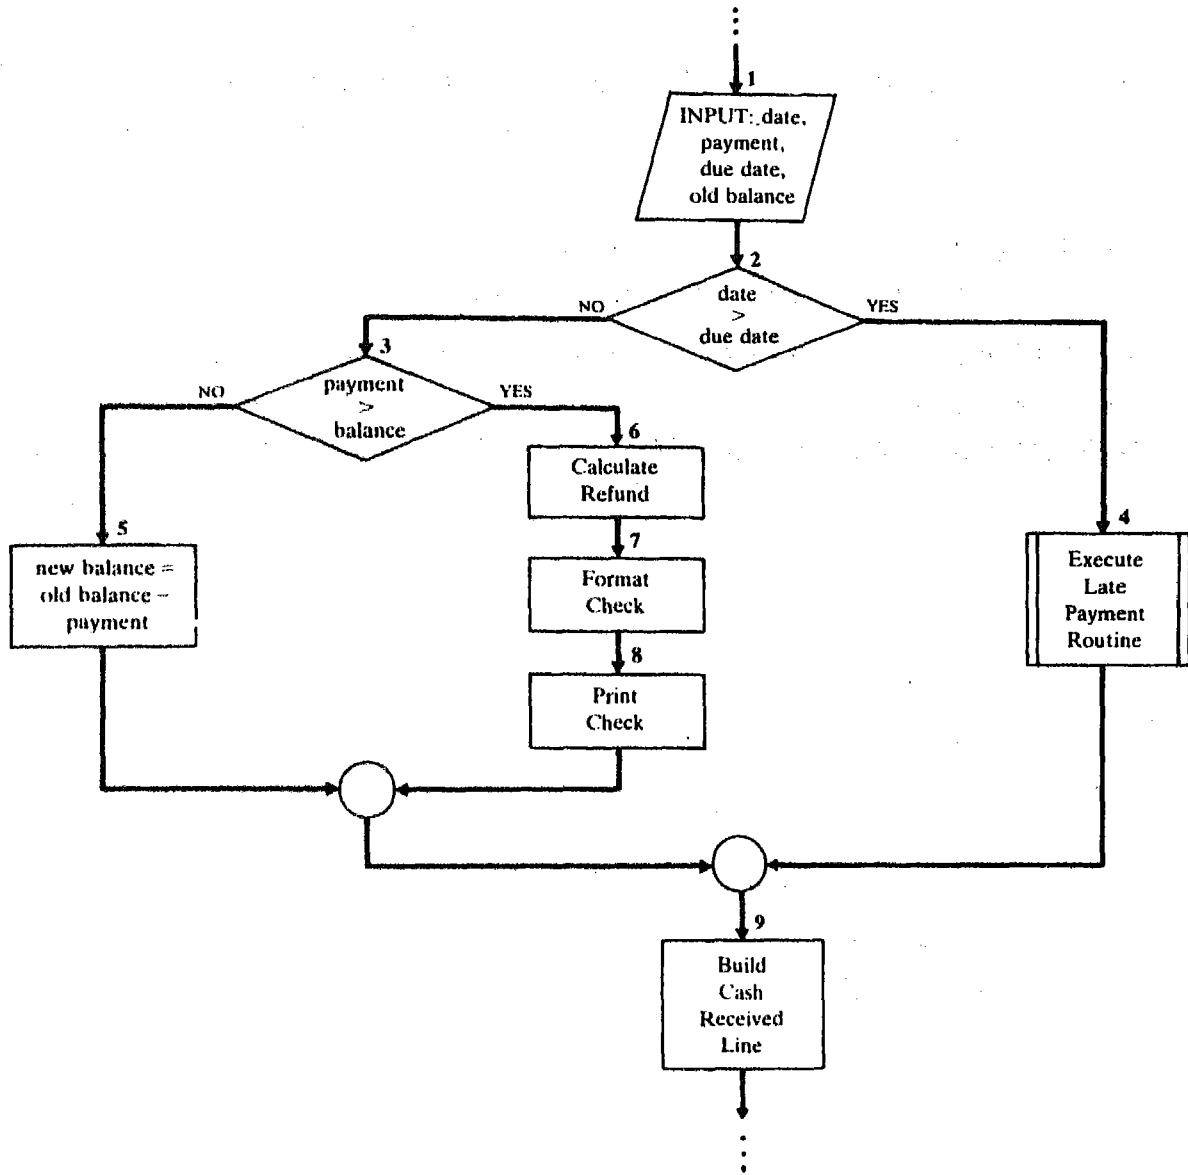 1
INPUT: date,
payment,
due date,
old balance
2
date
>
due date
NO
YES
3
payment
>
balance
NO
YES
6
Calculate
Refund
5
new balance =
old balance -
payment
7
Format
Check
4
Execute
Late
Payment
Routine
8
Print
Check
9
Build
Cash
Received
Line